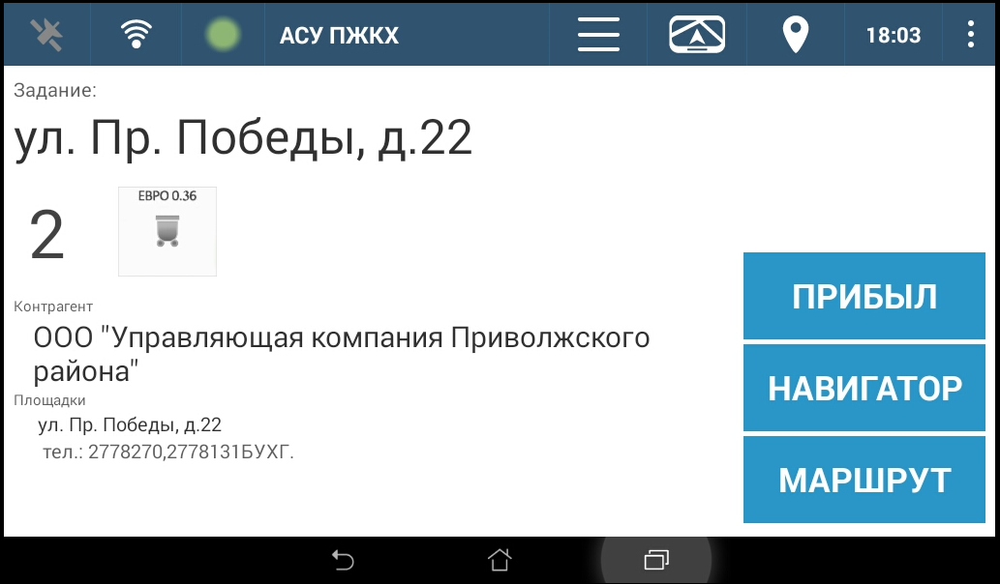 АСУ ПЖКХ
18:03
Задание:
ул. Пр. Победы, д.22
2
ЕВРО 0.36
Контрагент
ООО "Управляющая компания Приволжского
района"
Площадки
ул. Пр. Победы, д.22
тел.: 2778270,2778131БУХГ.
ПРИБЫЛ
НАВИГАТОР
МАРШРУТ